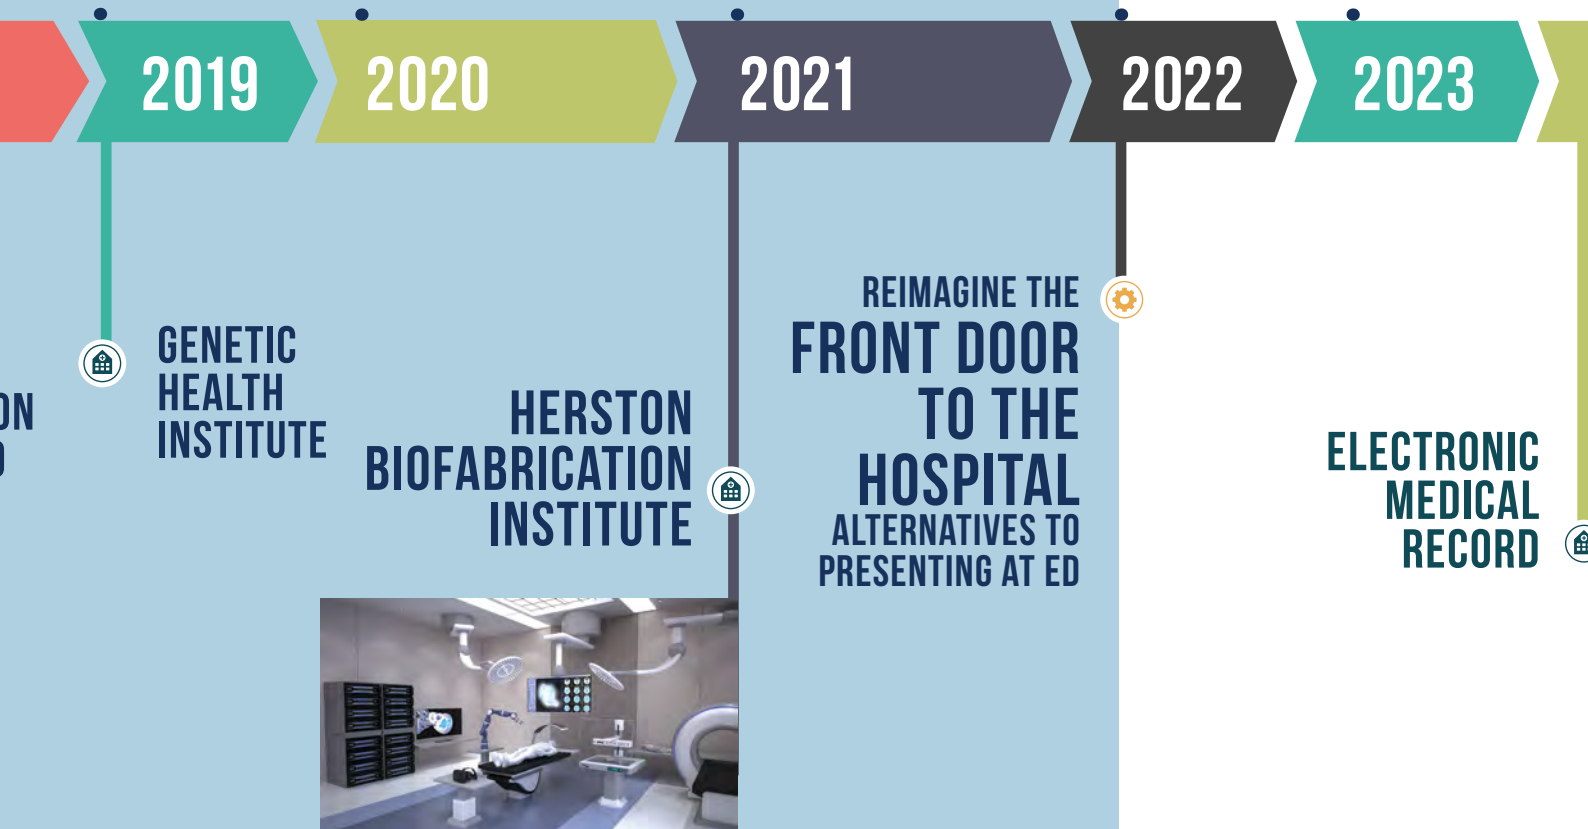 2019
2020
2021
2022
2023
GENETIC
HEALTH
INSTITUTE
HERSTON
BIOFABRICATION
INSTITUTE
REIMAGINE THE
FRONT DOOR
TO THE
HOSPITAL
ALTERNATIVES TO
PRESENTING AT ED
ELECTRONIC
MEDICAL
RECORD